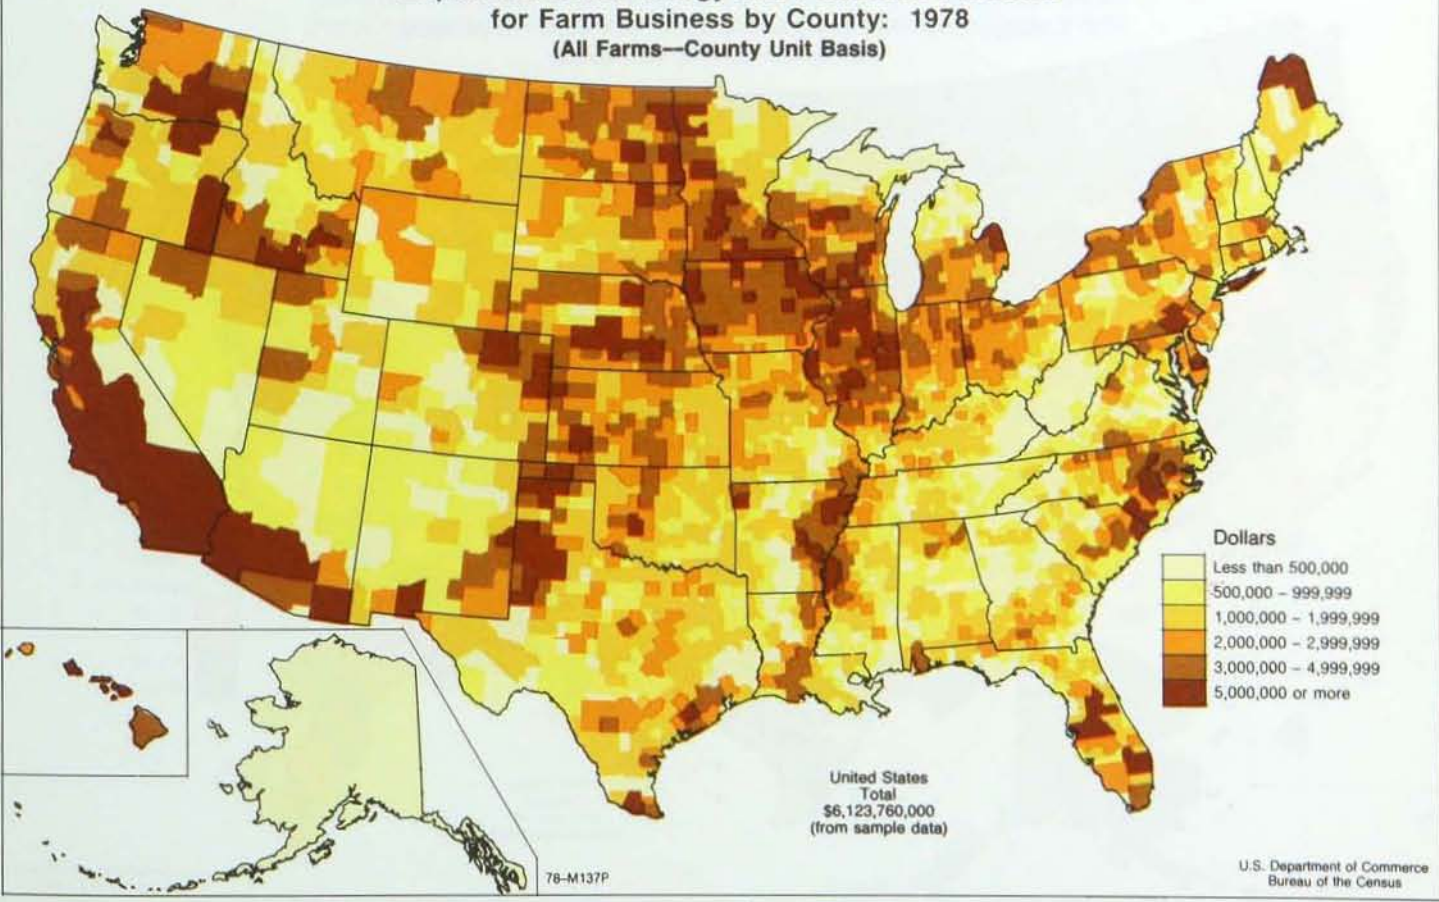 for Farm Business by County: 1978
(All Farms—County Unit Basis)
Dollars
Less than 500,000
500,000 – 999,999
1,000,000 – 1,999,999
2,000,000 – 2,999,999
3,000,000 – 4,999,999
5,000,000 or more
United States
Total
$6,123,760,000
(from sample data)
78-M137P
U.S. Department of Commerce
Bureau of the Census